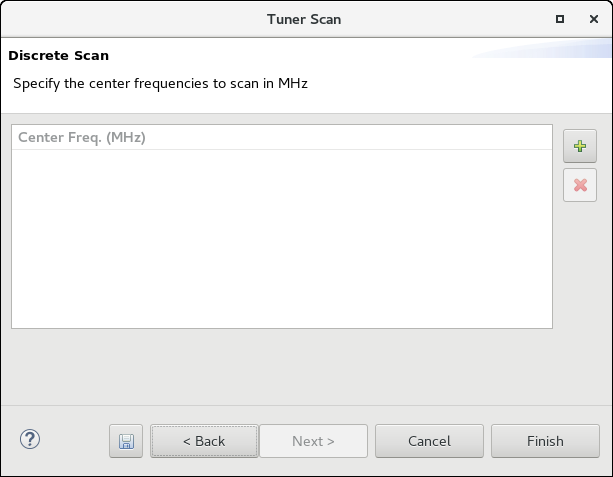 Tuner Scan
Discrete Scan
Specify the center frequencies to scan in MHz
Center Freq. (MHz)
< Back
Next >
Cancel
Finish